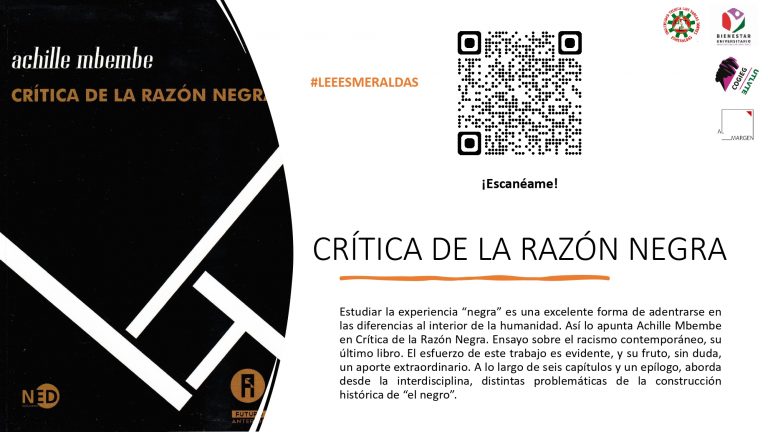 achille mbembe
CRÍTICA DE LA RAZÓN NEGRA
#LEEESMERALDAS
¡Escanéame!
BIENESTAR
UNIVERSITARIO
COGIEG
UTLVTE
AL
MARGEN
CRÍTICA DE LA RAZÓN NEGRA
Estudiar la experiencia “negra” es una excelente forma de adentrarse en
las diferencias al interior de la humanidad. Así lo apunta Achille Mbembe
en Crítica de la Razón Negra. Ensayo sobre el racismo contemporáneo, su
último libro. El esfuerzo de este trabajo es evidente, y su fruto, sin duda,
un aporte extraordinario. A lo largo de seis capítulos y un epílogo, aborda
desde la interdisciplina, distintas problemáticas de la construcción
histórica de “el negro”.
NED